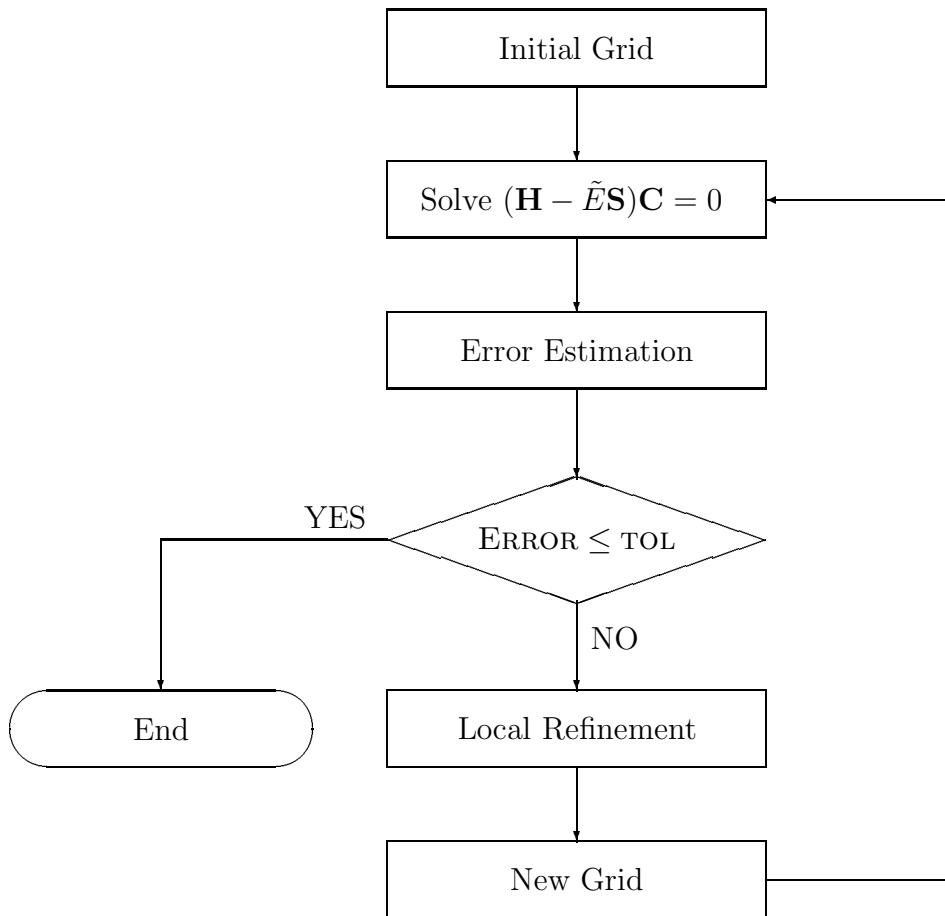 Initial Grid
Solve (H − ẼS)C = 0
Error Estimation
YES
ERROR ≤ TOL
NO
End
Local Refinement
New Grid